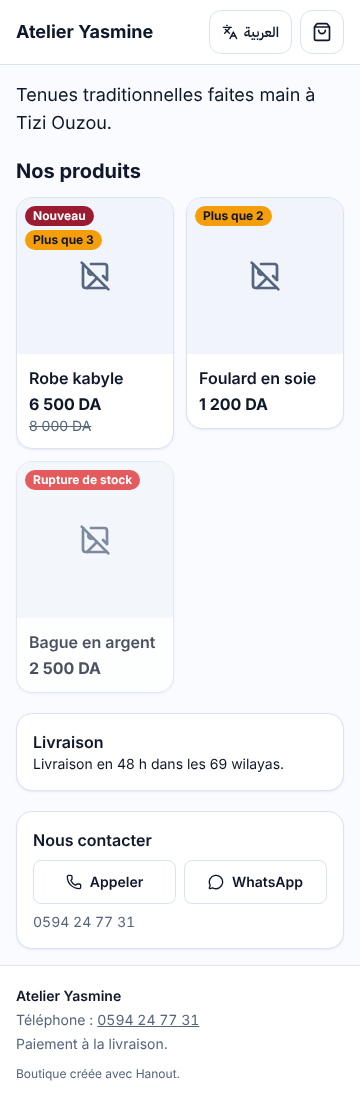 Atelier Yasmine
العربية
Tenues traditionnelles faites main à
Tizi Ouzou.
Nos produits
Nouveau
Plus que 3
Robe kabyle
6 500 DA
8 000 DA
Plus que 2
Foulard en soie
1 200 DA
Rupture de stock
Bague en argent
2 500 DA
Livraison
Livraison en 48 h dans les 69 wilayas.
Nous contacter
Appeler
WhatsApp
0594 24 77 31
Atelier Yasmine
Téléphone : 0594 24 77 31
Paiement à la livraison.
Boutique créée avec Hanout.